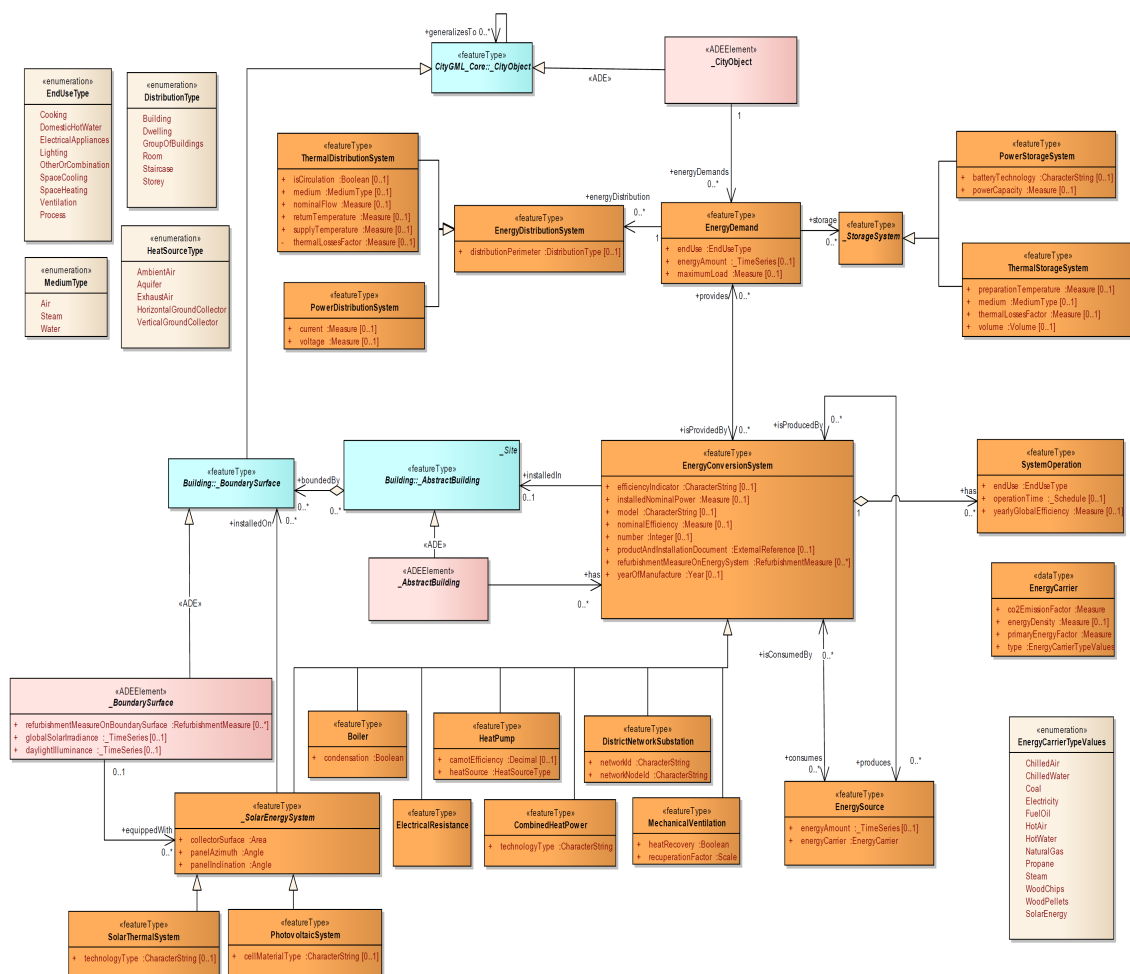 +generalizesTo 0..*
«featureType»
CityGML_Core::_CityObject
«ADEElement»
_CityObject
«ADE»
1
«enumeration»
EndUseType
Cooking
DomesticHotWater
ElectricalAppliances
Lighting
OtherOrCombination
SpaceCooling
SpaceHeating
Ventilation
Process
«enumeration»
DistributionType
Building
Dwelling
GroupOfBuildings
Room
Staircase
Storey
«enumeration»
MediumType
Air
Steam
Water
«enumeration»
HeatSourceType
AmbientAir
Aquifer
ExhaustAir
HorizontalGroundCollector
VerticalGroundCollector
«featureType»
ThermalDistributionSystem
+ isCirculation :Boolean [0..1]
+ medium :MediumType [0..1]
+ nominalFlow :Measure [0..1]
+ returnTemperature :Measure [0..1]
+ supplyTemperature :Measure [0..1]
- thermalLossesFactor :Measure [0..1]
«featureType»
PowerDistributionSystem
+ current :Measure [0..1]
+ voltage :Measure [0..1]
«featureType»
EnergyDistributionSystem
+ distributionPerimeter :DistributionType [0..1]
+energyDistribution
0..*
1
+energyDemands
0..*
«featureType»
EnergyDemand
+ endUse :EndUseType
+ energyAmount :_TimeSeries [0..1]
+ maximumLoad :Measure [0..1]
+storage
0..*
«featureType»
_StorageSystem
«featureType»
PowerStorageSystem
+ batteryTechnology :CharacterString [0..1]
+ powerCapacity :Measure [0..1]
«featureType»
ThermalStorageSystem
+ preparationTemperature :Measure [0..1]
+ medium :MediumType [0..1]
+ thermalLossesFactor :Measure [0..1]
+ volume :Volume [0..1]
+provides 0..*
+isProvidedBy 0..*
+isProducedBy
0..*
«featureType»
Building::_BoundarySurface
+boundedBy
0..*
0..*
_Site
«featureType»
Building::_AbstractBuilding
+installedIn
0..1
+installedOn 0..*
«ADE»
«ADEElement»
_AbstractBuilding
+has
0..*
«featureType»
EnergyConversionSystem
+ efficiencyIndicator :CharacterString [0..1]
+ installedNominalPower :Measure [0..1]
+ model :CharacterString [0..1]
+ nominalEfficiency :Measure [0..1]
+ number :Integer [0..1]
+ productAndInstallationDocument :ExternalReference [0..1]
+ refurbishmentMeasureOnEnergySystem :RefurbishmentMeasure [0..*]
+ yearOfManufacture :Year [0..1]
1
+has
0..*
«featureType»
SystemOperation
+ endUse :EndUseType
+ operationTime :_Schedule [0..1]
+ yearlyGlobalEfficiency :Measure [0..1]
«dataType»
EnergyCarrier
+ co2EmissionFactor :Measure
+ energyDensity :Measure [0..1]
+ primaryEnergyFactor :Measure
+ type :EnergyCarrierTypeValues
«ADE»
+isConsumedBy 0..*
«ADEElement»
_BoundarySurface
+ refurbishmentMeasureOnBoundarySurface :RefurbishmentMeasure [0..*]
+ globalSolarIrradiance :_TimeSeries [0..1]
+ daylightIlluminance :_TimeSeries [0..1]
0..1
+equippedWith
0..*
«featureType»
Boiler
+ condensation :Boolean
«featureType»
HeatPump
+ carnotEfficiency :Decimal [0..1]
+ heatSource :HeatSourceType
«featureType»
DistrictNetworkSubstation
+ networkId :CharacterString
+ networkNodeId :CharacterString
«featureType»
_SolarEnergySystem
+ collectorSurface :Area
+ panelAzimuth :Angle
+ panelInclination :Angle
«featureType»
ElectricalResistance
«featureType»
CombinedHeatPower
+ technologyType :CharacterString
«featureType»
MechanicalVentilation
+ heatRecovery :Boolean
+ recuperationFactor :Scale
+consumes
0..*
+produces
0..*
«featureType»
EnergySource
+ energyAmount :_TimeSeries [0..1]
+ energyCarrier :EnergyCarrier
«enumeration»
EnergyCarrierTypeValues
ChilledAir
ChilledWater
Coal
Electricity
FuelOil
HotAir
HotWater
NaturalGas
Propane
Steam
WoodChips
WoodPellets
SolarEnergy
«featureType»
SolarThermalSystem
+ technologyType :CharacterString [0..1]
«featureType»
PhotovoltaicSystem
+ cellMaterialType :CharacterString [0..1]